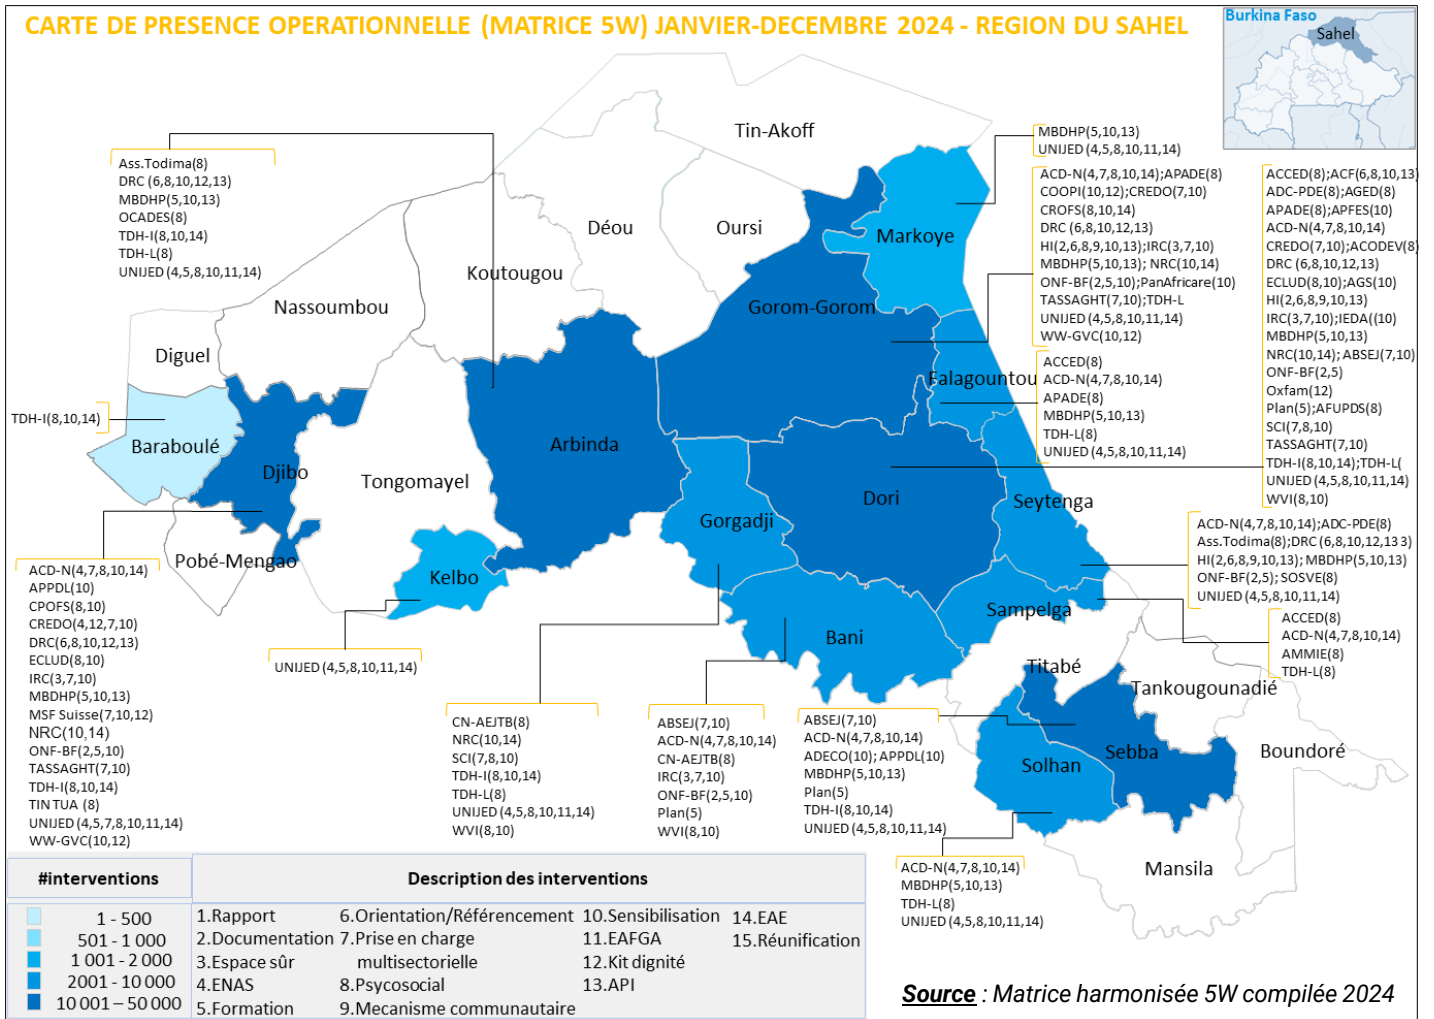 CARTE DE PRESENCE OPERATIONNELLE (MATRICE 5W) JANVIER-DECEMBRE 2024 - REGION DU SAHEL
Burkina Faso
Sahel
Tin-Akoff
Déou
Oursi
Markoye
Koutougou
Nassoumbou
Gorom-Gorom
Diguel
Falagountou
Baraboulé
Djibo
Arbinda
Tongomayel
Dori
Seytenga
Gorgadji
Pobé-Mengao
Kelbo
Sampelga
Bani
Titabé
Tankougounadié
Boundoré
Sebba
Solhan
Mansila
Ass.Todima(8)
DRC (6,8,10,12,13)
MBDHP(5,10,13)
OCADES(8)
TDH-I(8,10,14)
TDH-L(8)
UNIJED (4,5,8,10,11,14)
MBDHP(5,10,13)
UNIJED (4,5,8,10,11,14)
ACD-N(4,7,8,10,14);APADE(8)
COOPI(10,12);CREDO(7,10)
CROFS(8,10,14)
DRC (6,8,10,12,13)
HI(2,6,8,9,10,13);IRC(3,7,10)
MBDHP(5,10,13); NRC(10,14)
ONF-BF(2,5,10);PanAfricare(10)
TASSAGHT(7,10);TDH-L
UNIJED (4,5,8,10,11,14)
WW-GVC(10,12)
ACCED(8);ACF(6,8,10,13)
ADC-PDE(8);AGED(8)
APADE(8);APFES(10)
ACD-N(4,7,8,10,14)
CREDO(7,10);ACODEV(8)
DRC (6,8,10,12,13)
ECLUD(8,10);AGS(10)
HI(2,6,8,9,10,13)
IRC(3,7,10);IEDA((10)
MBDHP(5,10,13)
NRC(10,14); ABSEJ(7,10)
ONF-BF(2,5)
Oxfam(12)
Plan(5);AFUPDS(8)
SCI(7,8,10)
TASSAGHT(7,10)
TDH-I(8,10,14);TDH-L(
UNIJED (4,5,8,10,11,14)
WVI(8,10)
ACCED(8)
ACD-N(4,7,8,10,14)
APADE(8)
MBDHP(5,10,13)
TDH-L(8)
UNIJED (4,5,8,10,11,14)
TDH-I(8,10,14)
ACD-N(4,7,8,10,14);ADC-PDE(8)
Ass.Todima(8);DRC (6,8,10,12,13 3)
HI(2,6,8,9,10,13); MBDHP(5,10,13)
ONF-BF(2,5); SOSVE(8)
UNIJED (4,5,8,10,11,14)
ACCED(8)
ACD-N(4,7,8,10,14)
AMMIE(8)
TDH-L(8)
ACD-N(4,7,8,10,14)
APPDL(10)
CPOFS(8,10)
CREDO(4,12,7,10)
DRC(6,8,10,12,13)
ECLUD(8,10)
IRC(3,7,10)
MBDHP(5,10,13)
MSF Suisse(7,10,12)
NRC(10,14)
ONF-BF(2,5,10)
TASSAGHT(7,10)
TDH-I(8,10,14)
TIN TUA (8)
UNIJED (4,5,7,8,10,11,14)
WW-GVC(10,12)
UNIJED (4,5,8,10,11,14)
CN-AEJTB(8)
NRC(10,14)
SCI(7,8,10)
TDH-I(8,10,14)
TDH-L(8)
UNIJED (4,5,8,10,11,14)
WVI(8,10)
ABSEJ(7,10)
ACD-N(4,7,8,10,14)
CN-AEJTB(8)
IRC(3,7,10)
ONF-BF(2,5,10)
Plan(5)
WVI(8,10)
ABSEJ(7,10)
ACD-N(4,7,8,10,14)
ADECO(10); APPDL(10)
MBDHP(5,10,13)
Plan(5)
TDH-I(8,10,14)
UNIJED (4,5,8,10,11,14)
ACD-N(4,7,8,10,14)
MBDHP(5,10,13)
TDH-L(8)
UNIJED (4,5,8,10,11,14)
#interventions
1 - 500
501 - 1 000
1 001 - 2 000
2001 - 10 000
10 001 – 50 000
Description des interventions
1.Rapport
2.Documentation
3.Espace sûr
4.ENAS
5.Formation
6.Orientation/Référencement
7.Prise en charge
multisectorielle
8.Psycosocial
9.Mecanisme communautaire
10.Sensibilisation
11.EAFGA
12.Kit dignité
13.API
14.EAE
15.Réunification
Source : Matrice harmonisée 5W compilée 2024